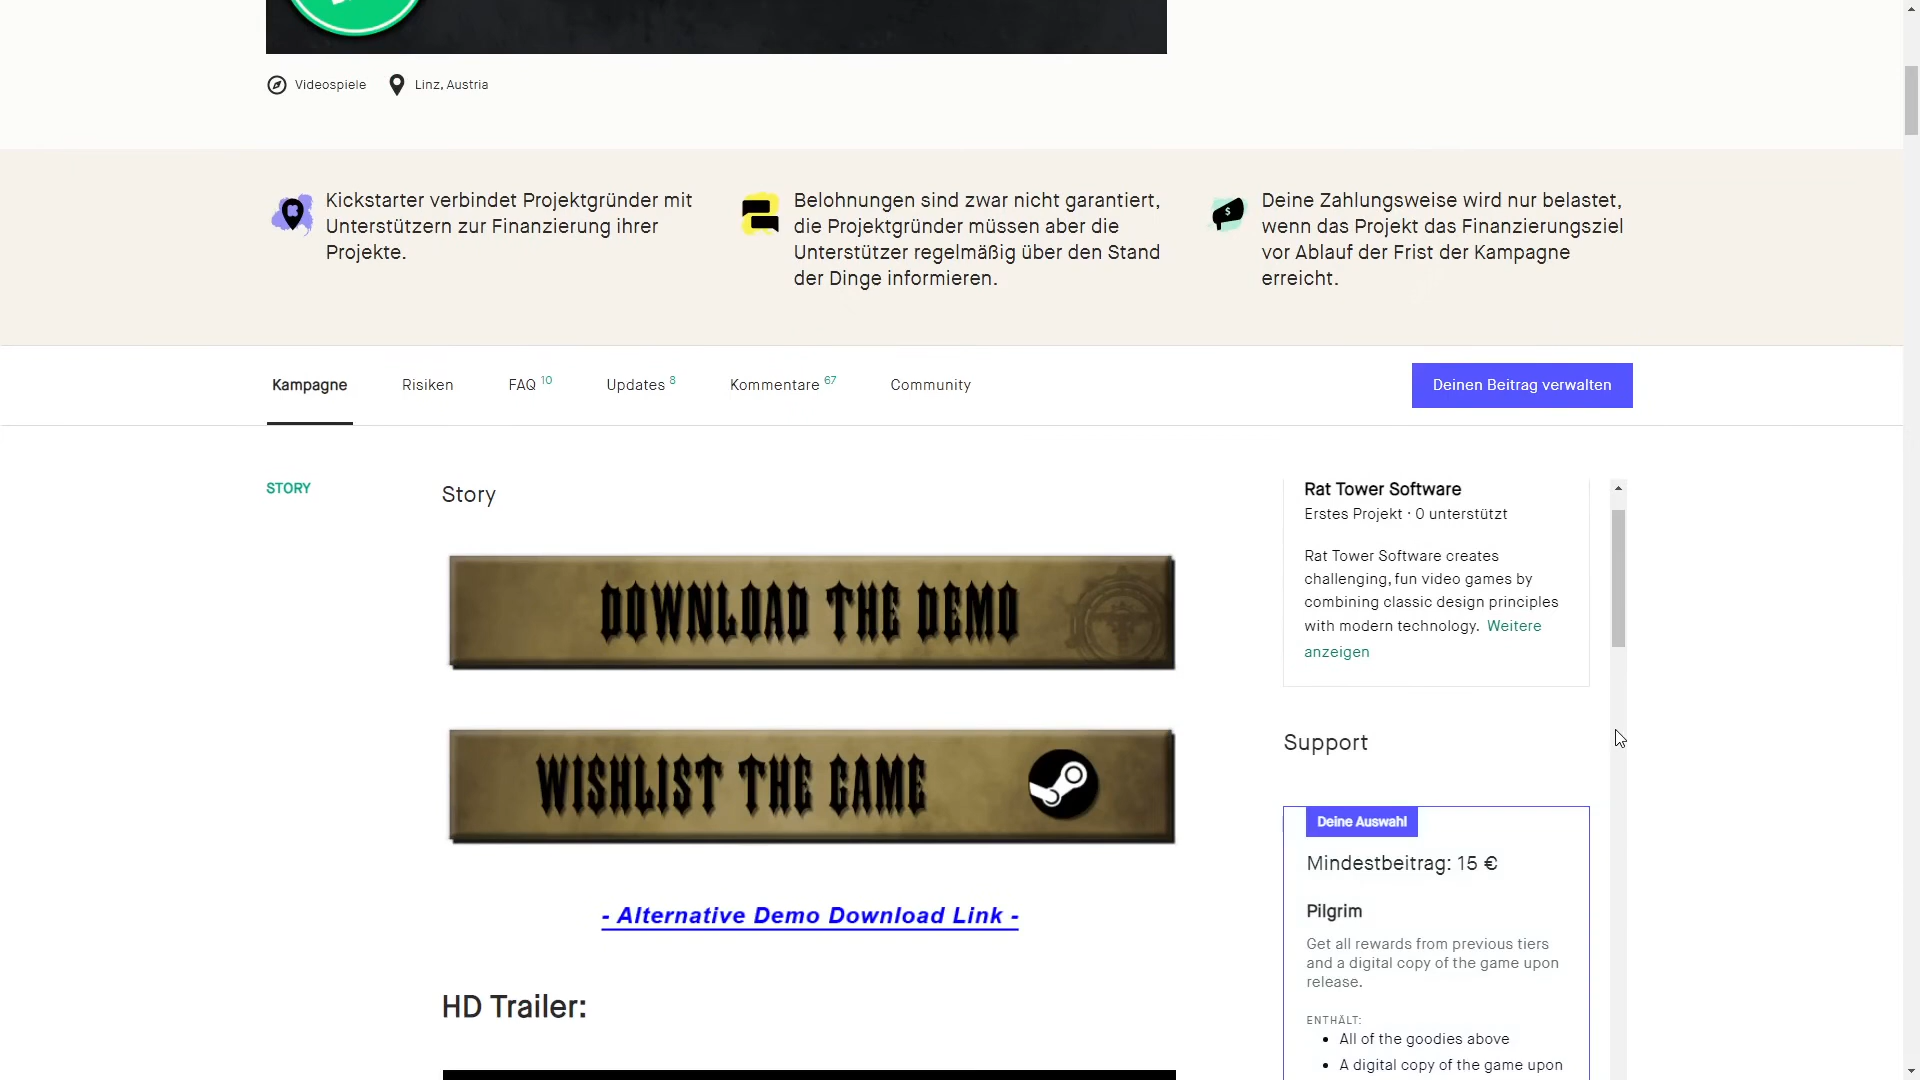 Videospiele
Linz, Austria
Kickstarter verbindet Projektgründer mit
Unterstützern zur Finanzierung ihrer
Projekte.
Belohnungen sind zwar nicht garantiert,
die Projektgründer müssen aber die
Unterstützer regelmäßig über den Stand
der Dinge informieren.
$
Deine Zahlungsweise wird nur belastet,
wenn das Projekt das Finanzierungsziel
vor Ablauf der Frist der Kampagne
erreicht.
Kampagne
Risiken
FAQ 10
Updates 8
Kommentare 67
Community
Deinen Beitrag verwalten
STORY
Story
DOWNLOAD THE DEMO
WISHLIST THE GAME
- Alternative Demo Download Link -
HD Trailer:
Rat Tower Software
Erstes Projekt · 0 unterstützt
Rat Tower Software creates
challenging, fun video games by
combining classic design principles
with modern technology. Weitere
anzeigen
Support
Deine Auswahl
Mindestbeitrag: 15 €
Pilgrim
Get all rewards from previous tiers
and a digital copy of the game upon
release.
ENTHÄLT:
• All of the goodies above
• A digital copy of the game upon